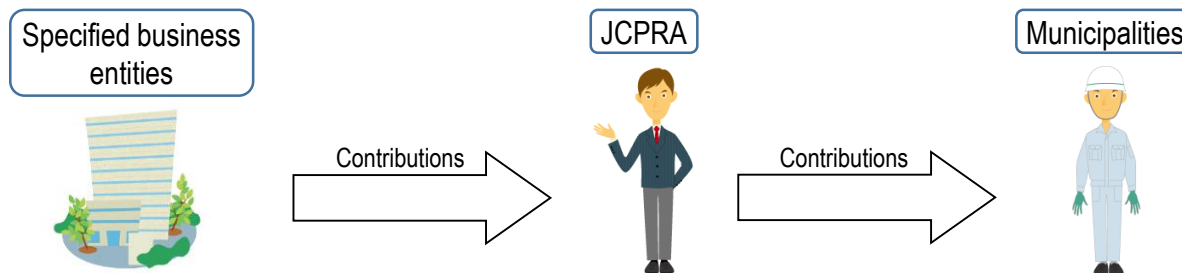 Specified business
entities
JCPRA
Municipalities
Contributions
Contributions